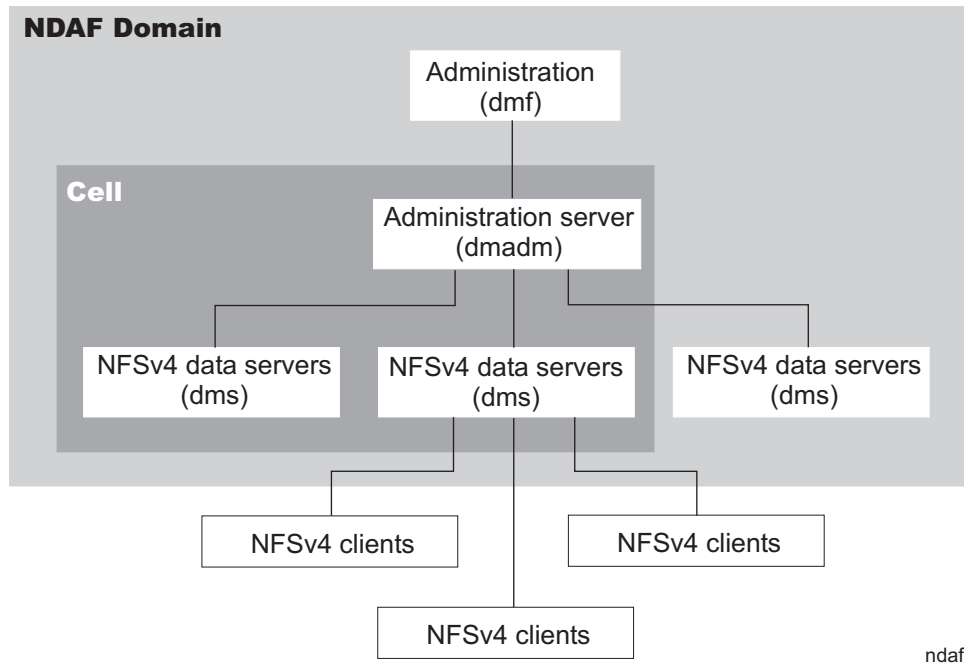 NDAF Domain
Administration
(dmf)
Cell
Administration server
(dmadm)
NFSv4 data servers
(dms)
NFSv4 data servers
(dms)
NFSv4 data servers
(dms)
NFSv4 clients
NFSv4 clients
NFSv4 clients
ndaf